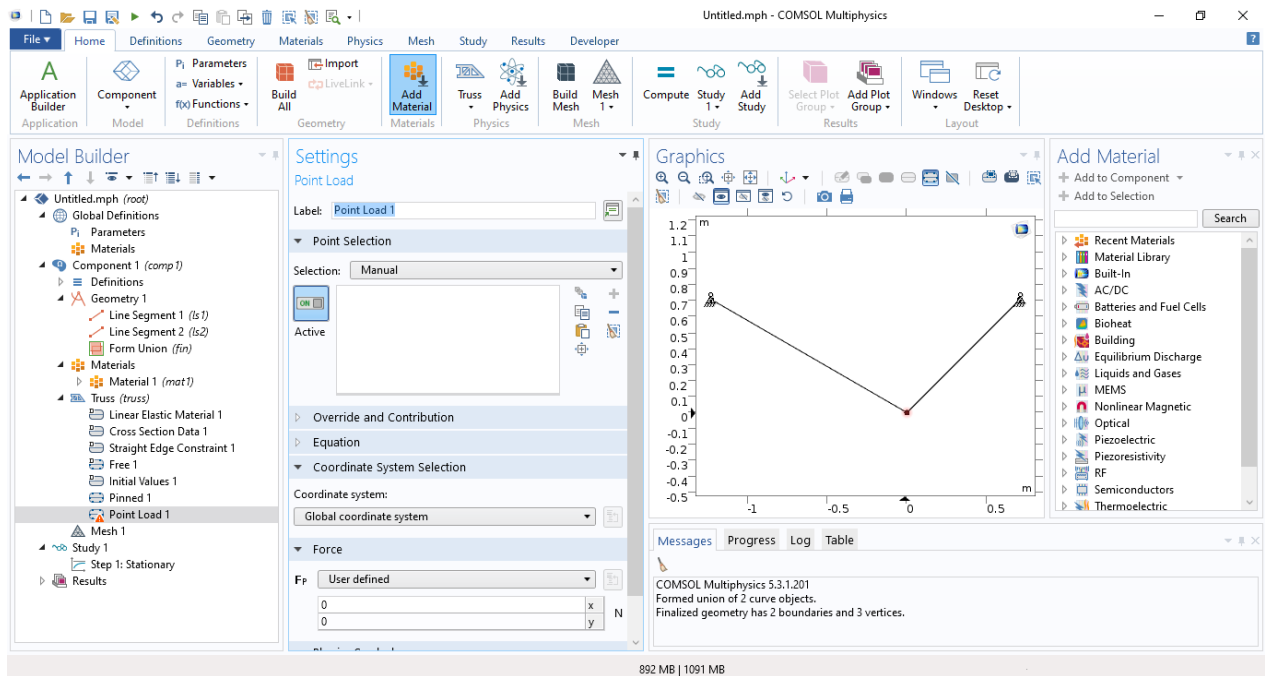 Untitled.mph - COMSOL Multiphysics
File Home Definitions Geometry Materials Physics Mesh Study Results Developer
Application Builder
Component
Pi Parameters
a= Variables
f(x) Functions
Build All
Import
LiveLink
Add Material
Truss
Add Physics
Build Mesh
Mesh 1
Compute
Study 1
Add Study
Select Plot Group
Add Plot Group
Windows
Reset Desktop
Application Model Definitions Geometry Materials Physics Mesh Study Results Layout
Model Builder
Untitled.mph (root)
Global Definitions
Pi Parameters
Materials
Component 1 (comp1)
Definitions
Geometry 1
Line Segment 1 (ls1)
Line Segment 2 (ls2)
Form Union (fin)
Materials
Material 1 (mat1)
Truss (truss)
Linear Elastic Material 1
Cross Section Data 1
Straight Edge Constraint 1
Free 1
Initial Values 1
Pinned 1
Point Load 1
Mesh 1
Study 1
Step 1: Stationary
Results
Settings
Point Load
Label: Point Load 1
Point Selection
Selection: Manual
ON
Active
Override and Contribution
Equation
Coordinate System Selection
Coordinate system:
Global coordinate system
Force
FP User defined
0 x
0 y
N
Graphics
m
1.2
1.1
1
0.9
0.8
0.7
0.6
0.5
0.4
0.3
0.2
0.1
0
-0.1
-0.2
-0.3
-0.4
-0.5
m
-1 -0.5 0 0.5
Messages Progress Log Table
COMSOL Multiphysics 5.3.1.201
Formed union of 2 curve objects.
Finalized geometry has 2 boundaries and 3 vertices.
Add Material
Add to Component
Add to Selection
Search
Recent Materials
Material Library
Built-In
AC/DC
Batteries and Fuel Cells
Bioheat
Building
Equilibrium Discharge
Liquids and Gases
MEMS
Nonlinear Magnetic
Optical
Piezoelectric
Piezoresistivity
RF
Semiconductors
Thermoelectric
892 MB | 1091 MB